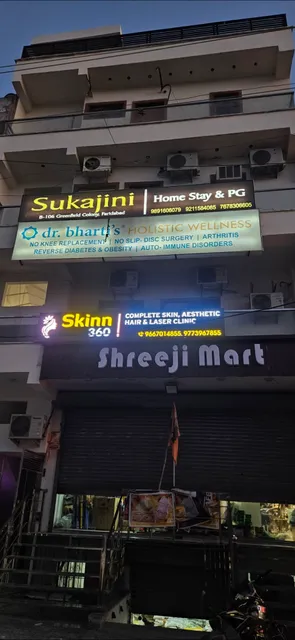 Sukajini
B-106 Greenfield Colony, Faridabad
Home Stay & PG
9891608079 9211584065 7678306605
dr. bharti's HOLISTIC WELLNESS
NO KNEE REPLACEMENT | NO SLIP- DISC SURGERY | ARTHRITIS
REVERSE DIABETES & OBESITY | AUTO- IMMUNE DISORDERS
Skinn
360
COMPLETE SKIN, AESTHETIC
HAIR & LASER CLINIC
9667014855, 9773967855
Shreeji Mart